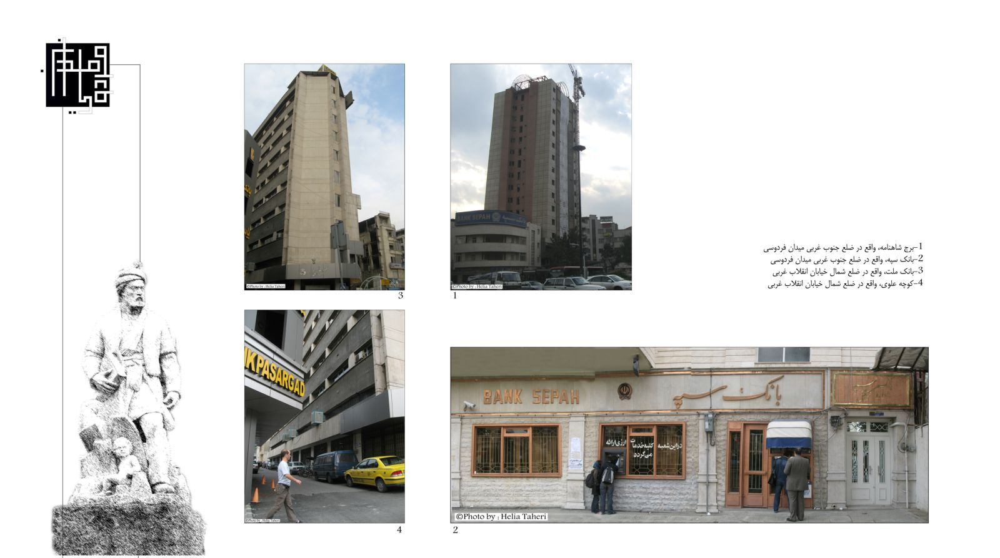 1-برج شاهنامه، واقع در ضلع جنوب غربی میدان فردوسی
2-بانک سپه، واقع در ضلع جنوب غربی میدان فردوسی
3-بانک ملت، واقع در ضلع شمال خیابان انقلاب غربی
4-کوچه علوی، واقع در ضلع شمال خیابان انقلاب غربی
©Photo by : Helia Taheri
3
BANK SEPAH بانک سپه
©Photo by : Helia Taheri
1
NKPASARGAD
©Photo by : Helia Taheri
4
BANK SEPAH بانک سپه
دراین شعبه کلیه خدمات ارزی ارائه
می گردد
©Photo by : Helia Taheri
2